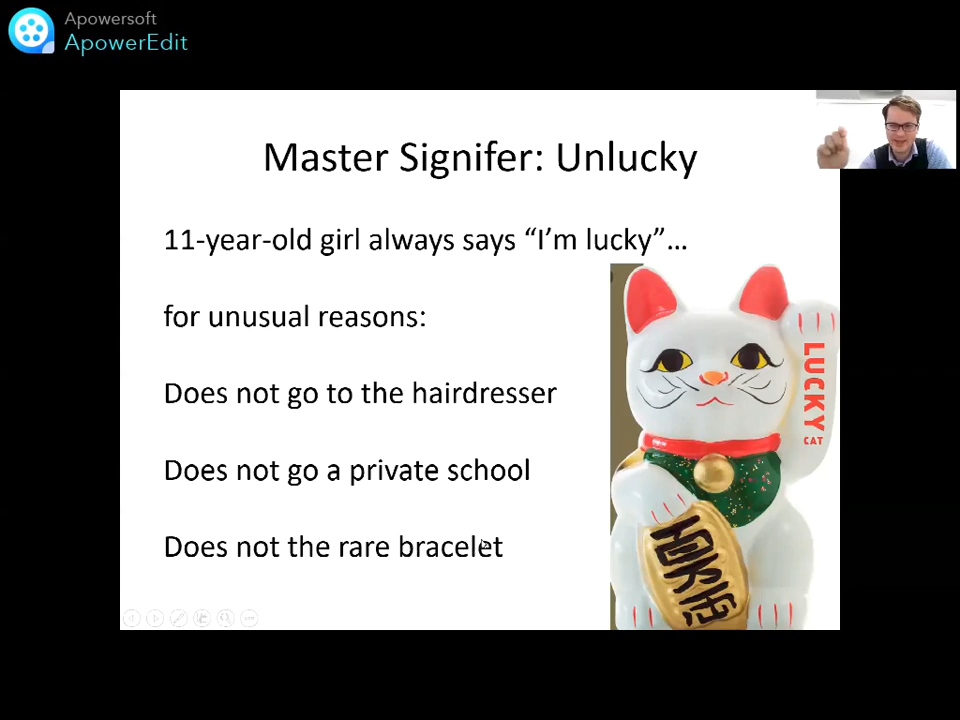 Apowersoft
ApowerEdit
Master Signifer: Unlucky
11-year-old girl always says “I’m lucky”…
for unusual reasons:
Does not go to the hairdresser
Does not go a private school
Does not the rare bracelet
LUCKY
CAT